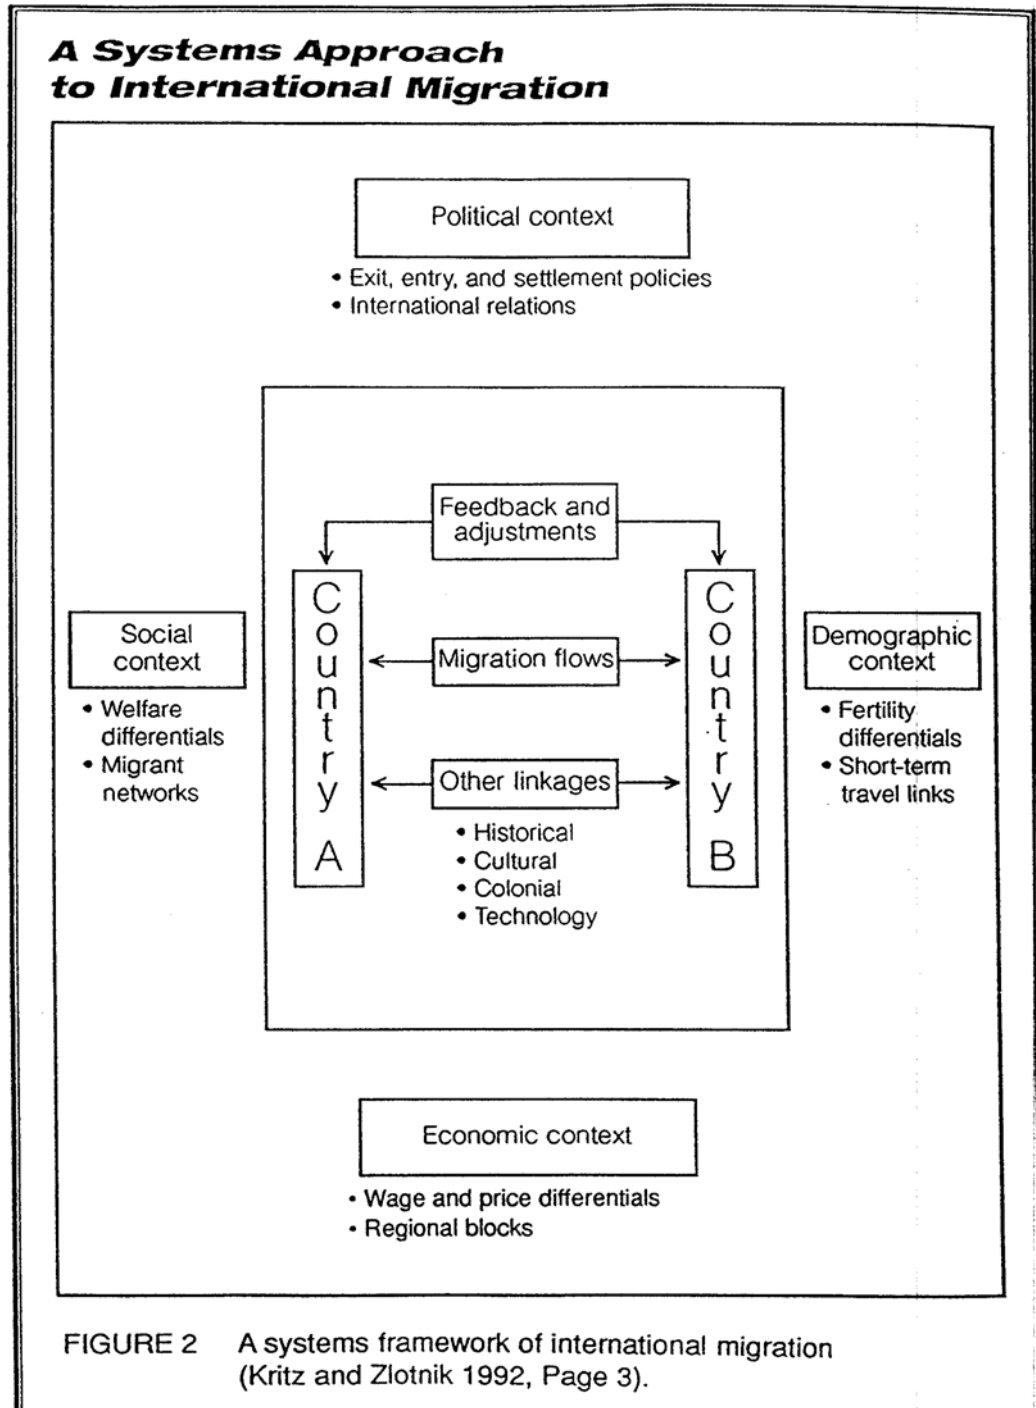 A Systems Approach
to International Migration
Political context
• Exit, entry, and settlement policies
• International relations
Feedback and
adjustments
Country A
Migration flows
Other linkages
• Historical
• Cultural
• Colonial
• Technology
Country B
Social
context
• Welfare
differentials
• Migrant
networks
Demographic
context
• Fertility
differentials
• Short-term
travel links
Economic context
• Wage and price differentials
• Regional blocks
FIGURE 2 A systems framework of international migration
(Kritz and Zlotnik 1992, Page 3).